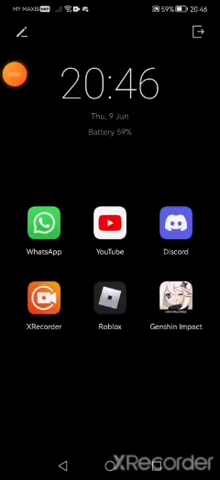 MY MAXIS
59% 20:46
20:46
Thu, 9 Jun
Battery 59%
WhatsApp
YouTube
Discord
XRecorder
Roblox
Genshin Impact
XRecorder